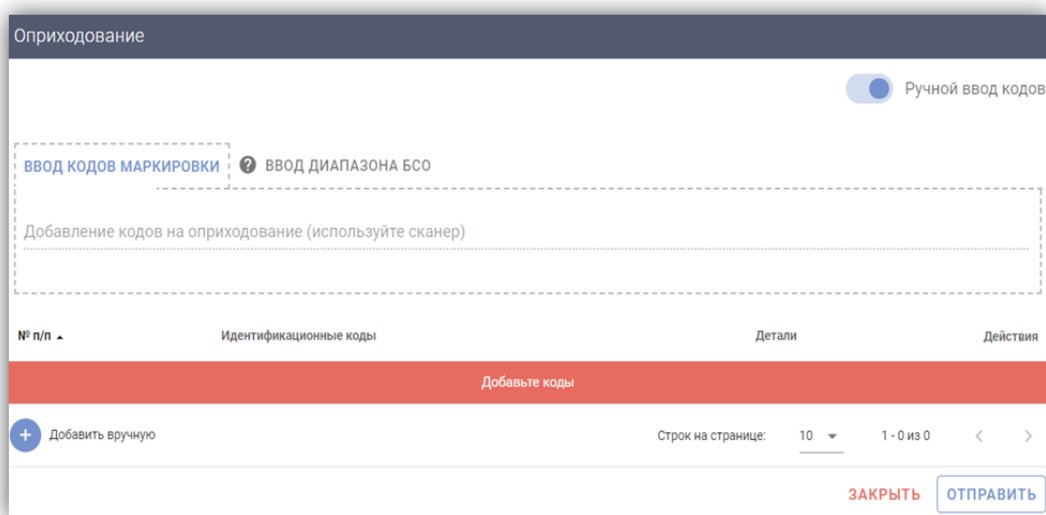 Оприходование
Ручной ввод кодов
ВВОД КОДОВ МАРКИРОВКИ ? ВВОД ДИАПАЗОНА БСО
Добавление кодов на оприходование (используйте сканер)
№ п/п Идентификационные коды Детали Действия
Добавьте коды
+ Добавить вручную Строк на странице: 10 1 - 0 из 0
ЗАКРЫТЬ ОТПРАВИТЬ